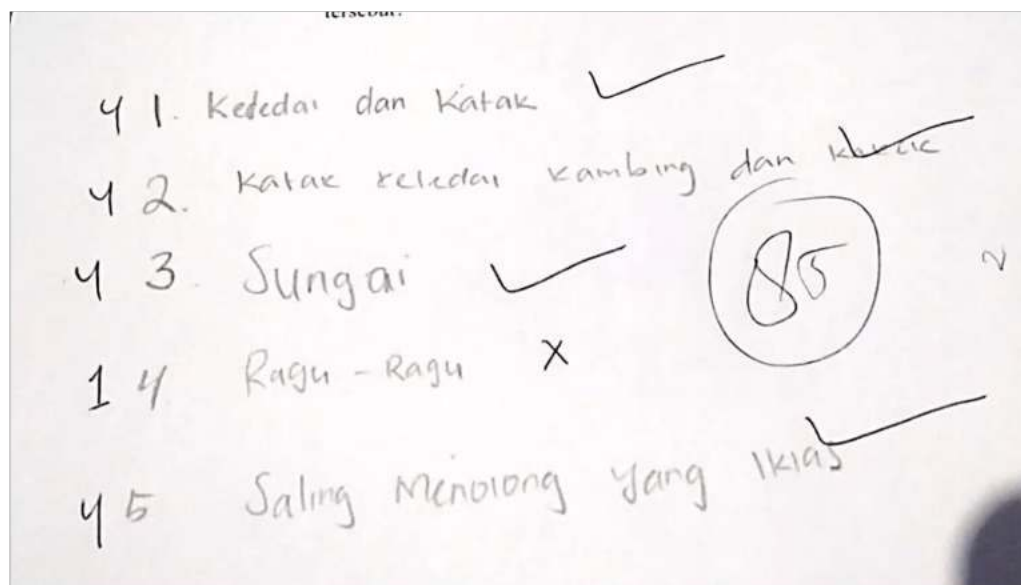 tersebut.
4 1. Keledai dan Katak
4 2. Katak keledai kambing dan
4 3. Sungai
85
1 4 Ragu - Ragu X
4 5 Saling Menolong yang Iklas